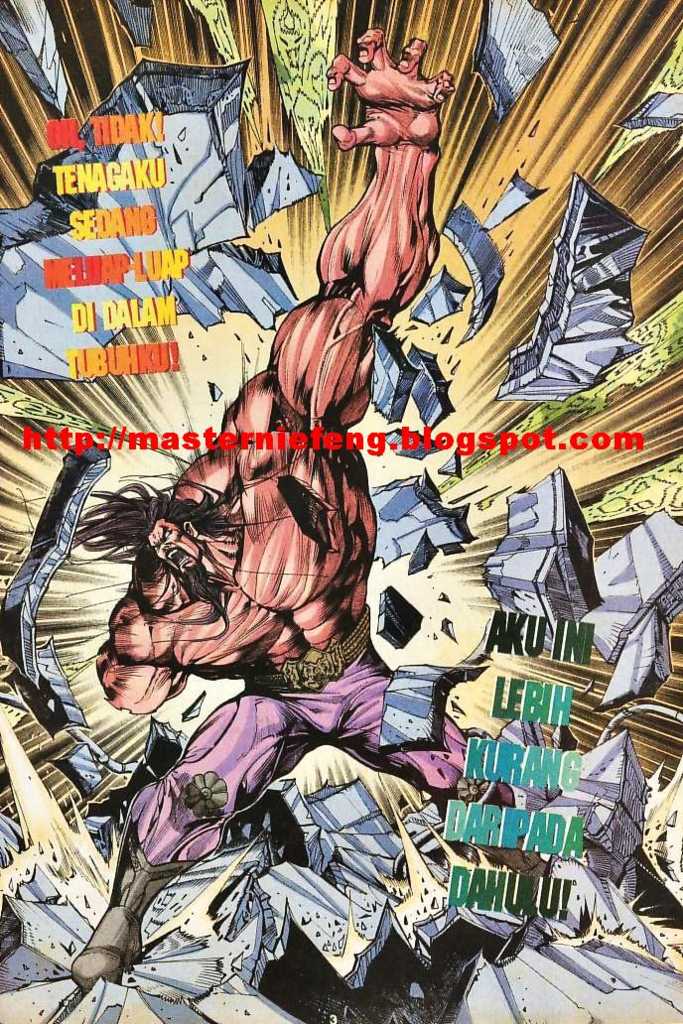 OH, TIDAK!
TENAGAKU
SEDANG
MELUAP-LUAP
DI DALAM
TUBUHKU!
http://masterniefeng.blogspot.com
AKU INI
LEBIH
KURANG
DARIPADA
DAHULU!
3